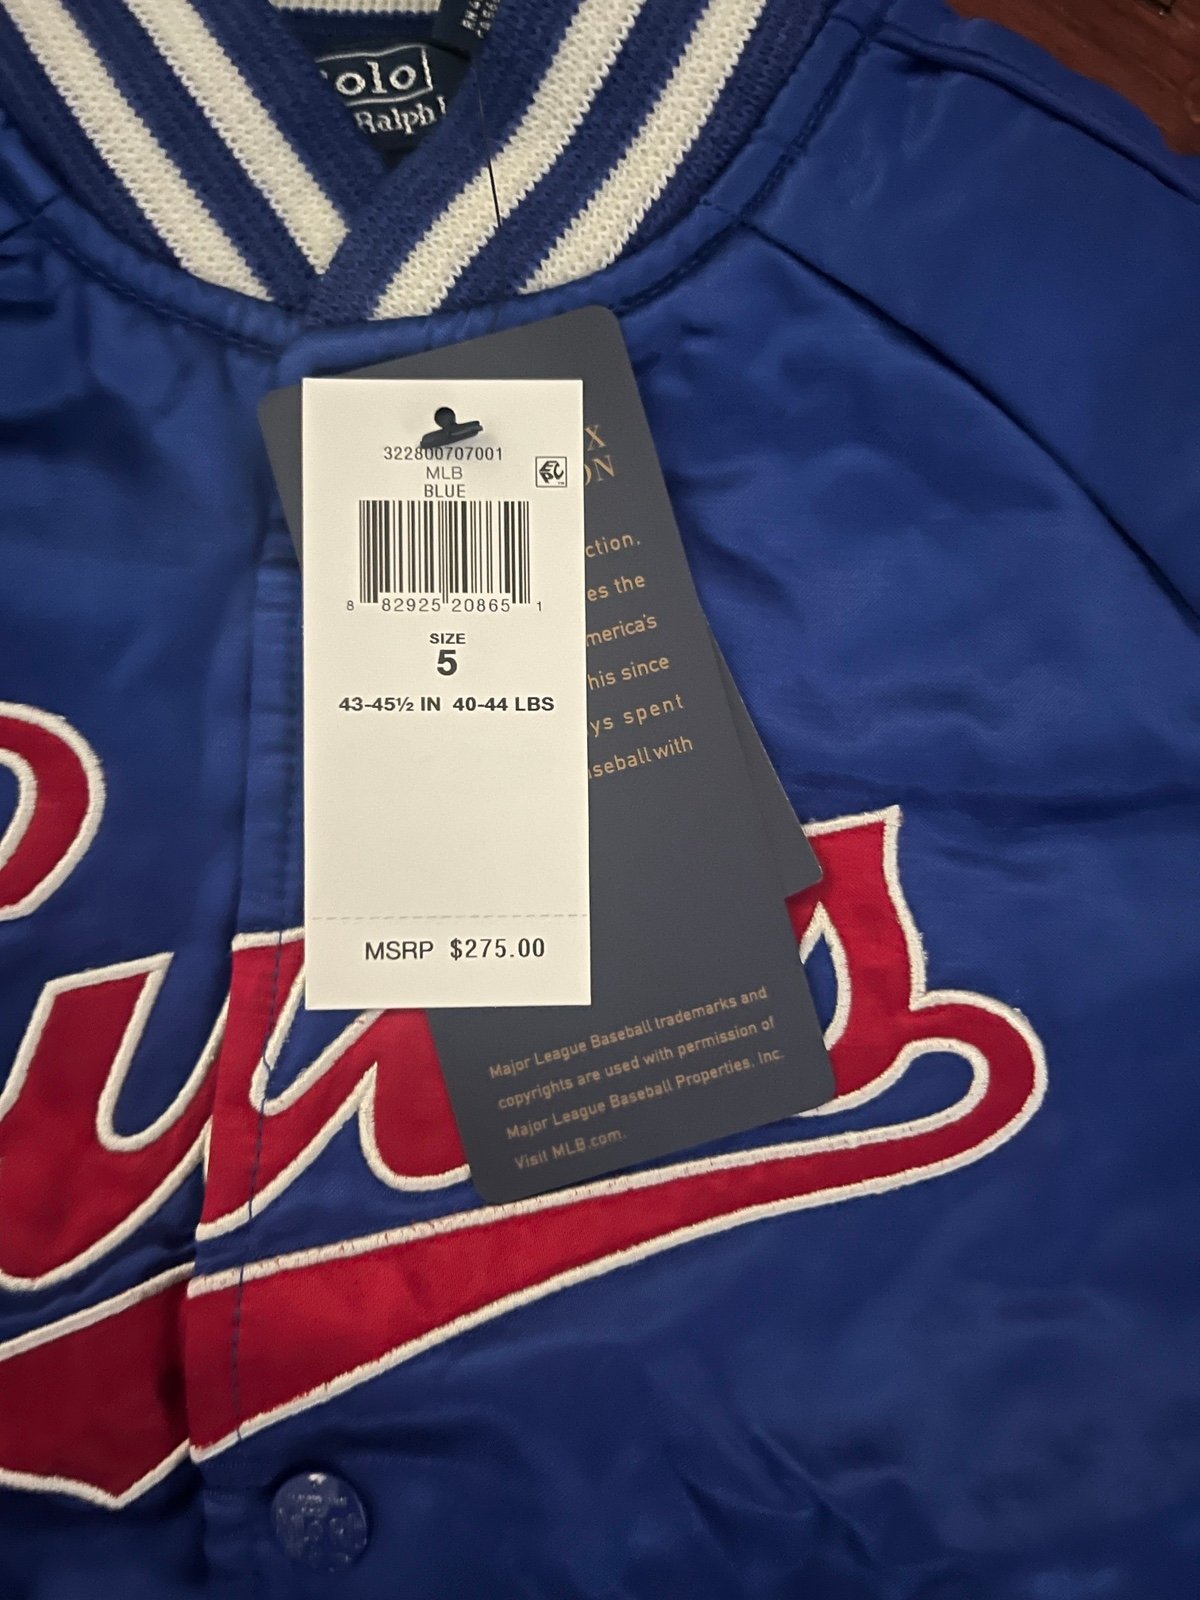 olo
Ralph
322800707001
MLB
BLUE
8 82925 20865 1
SIZE
5
43-45½ IN 40-44 LBS
MSRP $275.00
X
ON
ction,
es the
merica's
his since
ys spent
aseball with
Major League Baseball trademarks and
copyrights are used with permission of
Major League Baseball Properties, Inc.
Visit MLB.com.